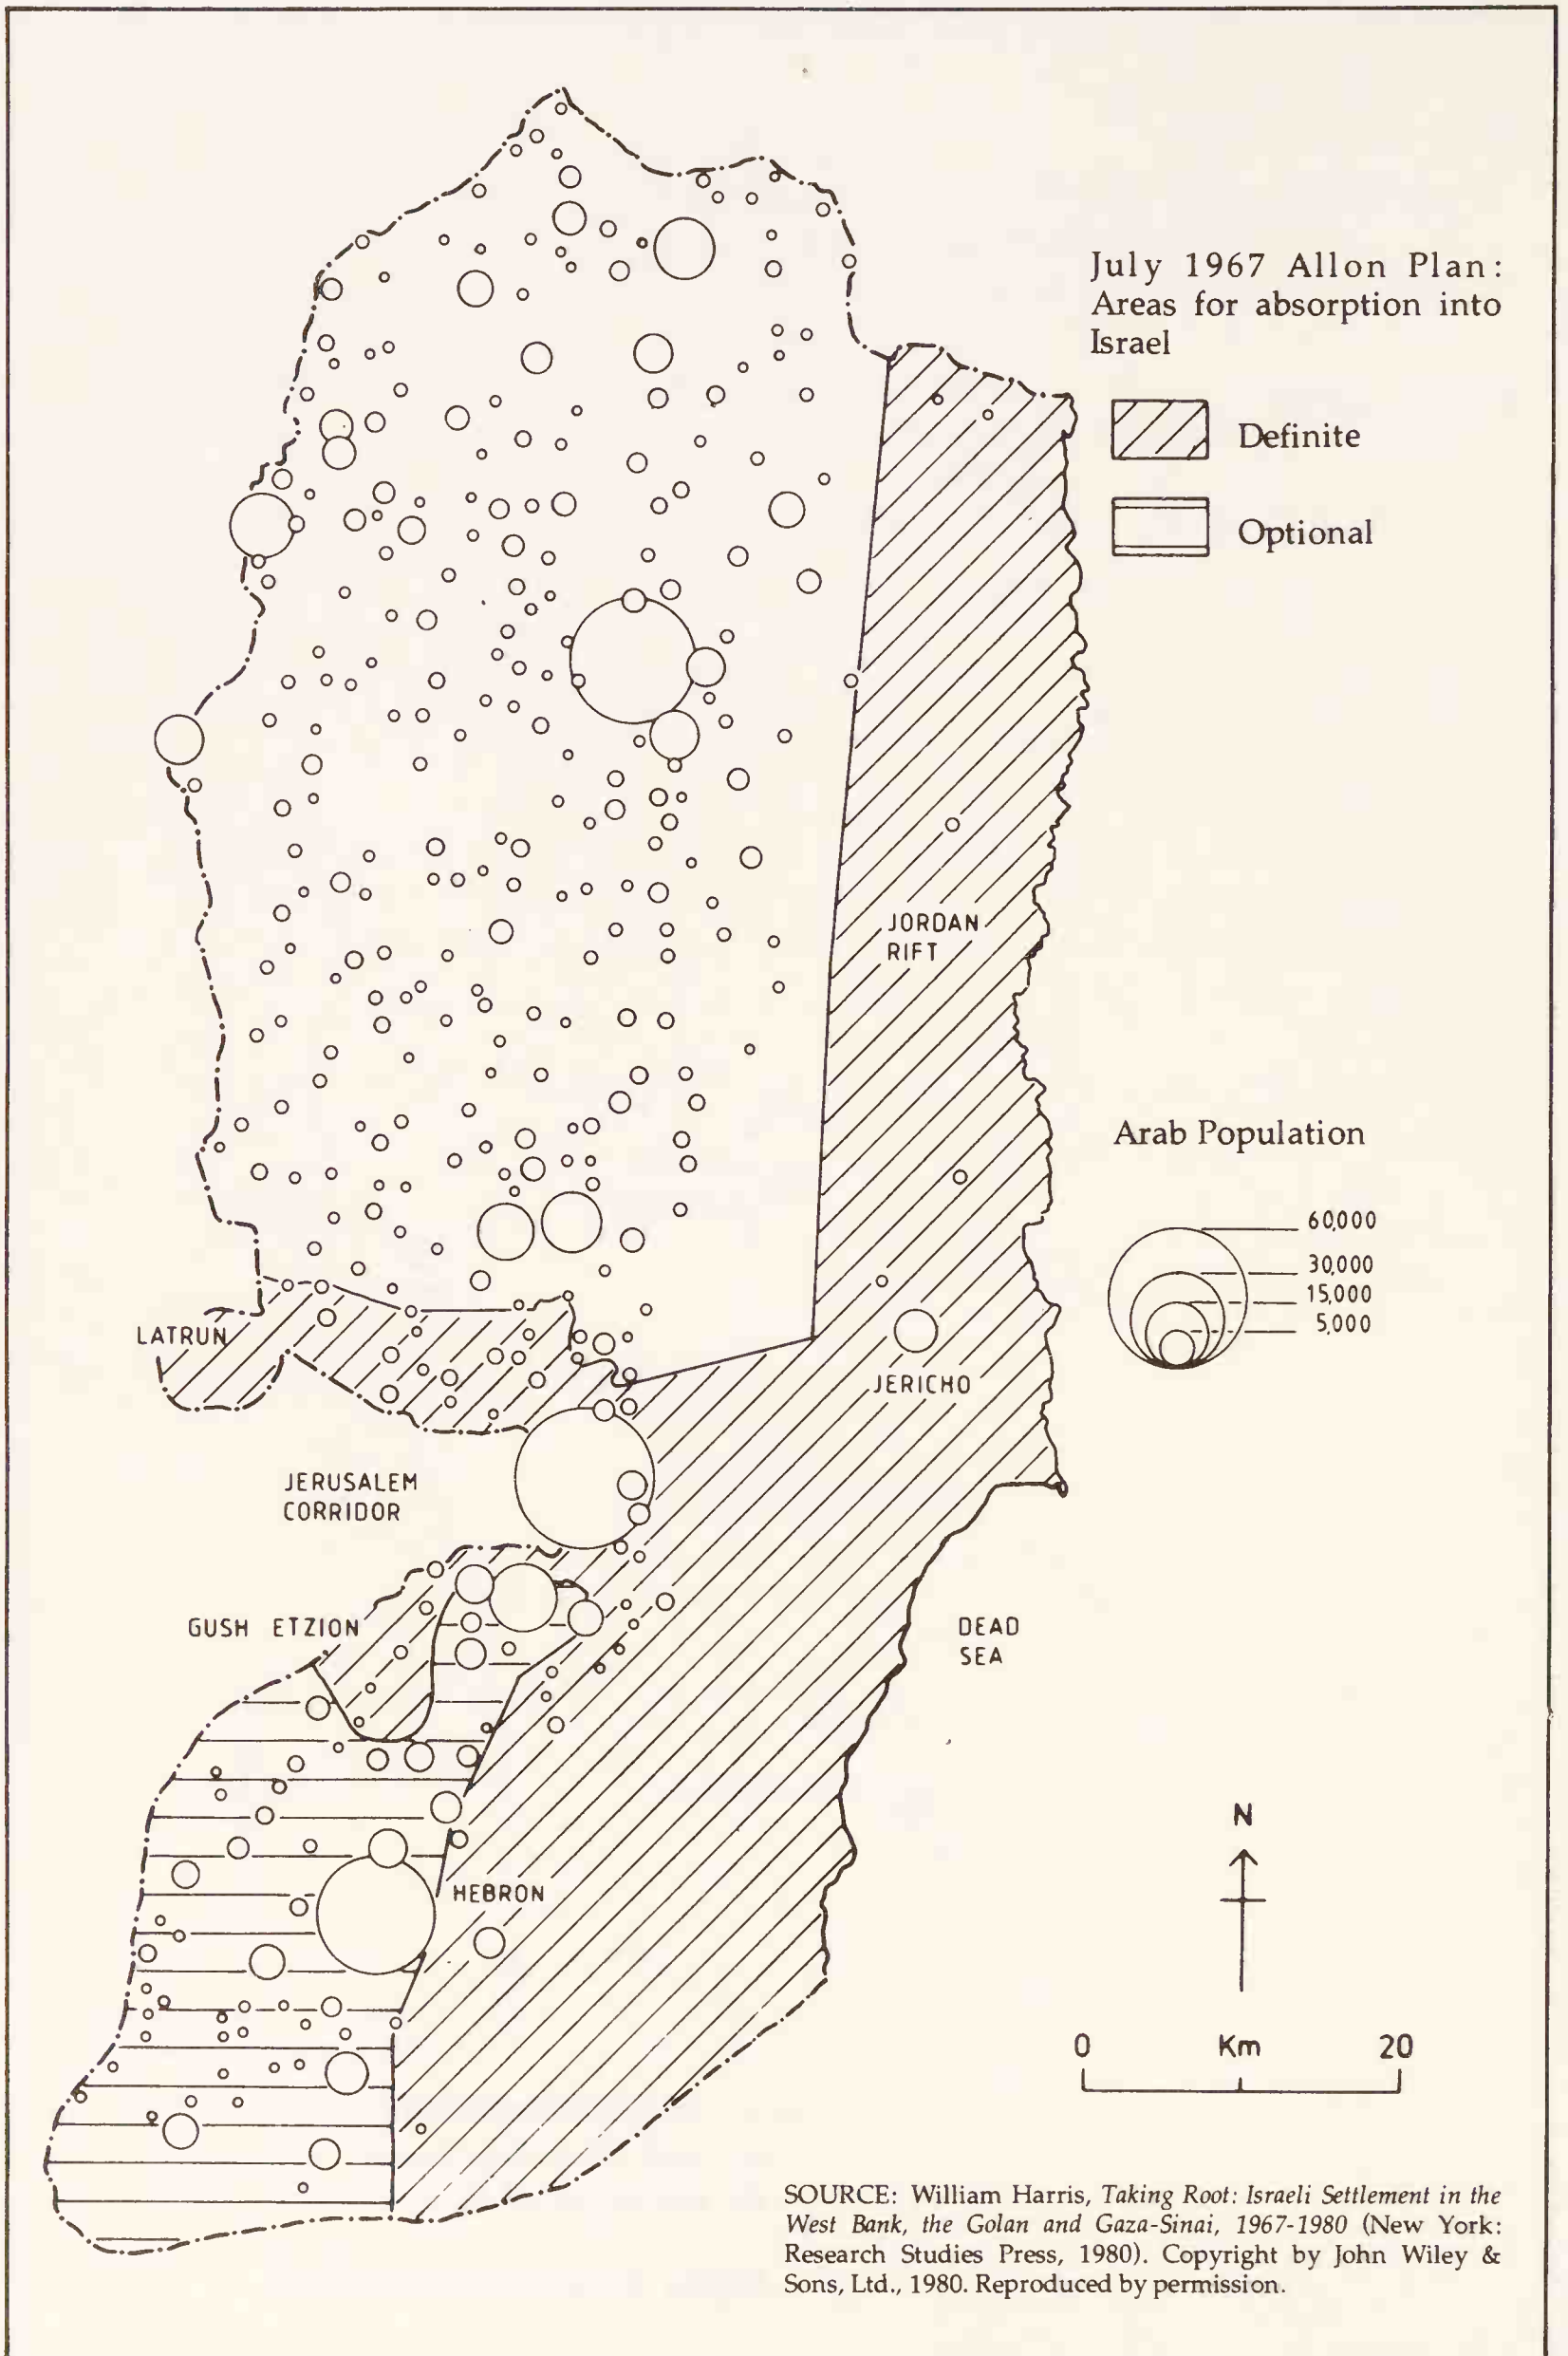 July 1967 Allon Plan:
Areas for absorption into
Israel
Definite
Optional
JORDAN
RIFT
Arab Population
60,000
30,000
15,000
5,000
LATRUN
JERICHO
JERUSALEM
CORRIDOR
GUSH ETZION
DEAD
SEA
N
HEBRON
0 Km 20
SOURCE: William Harris, Taking Root: Israeli Settlement in the
West Bank, the Golan and Gaza-Sinai, 1967-1980 (New York:
Research Studies Press, 1980). Copyright by John Wiley &
Sons, Ltd., 1980. Reproduced by permission.